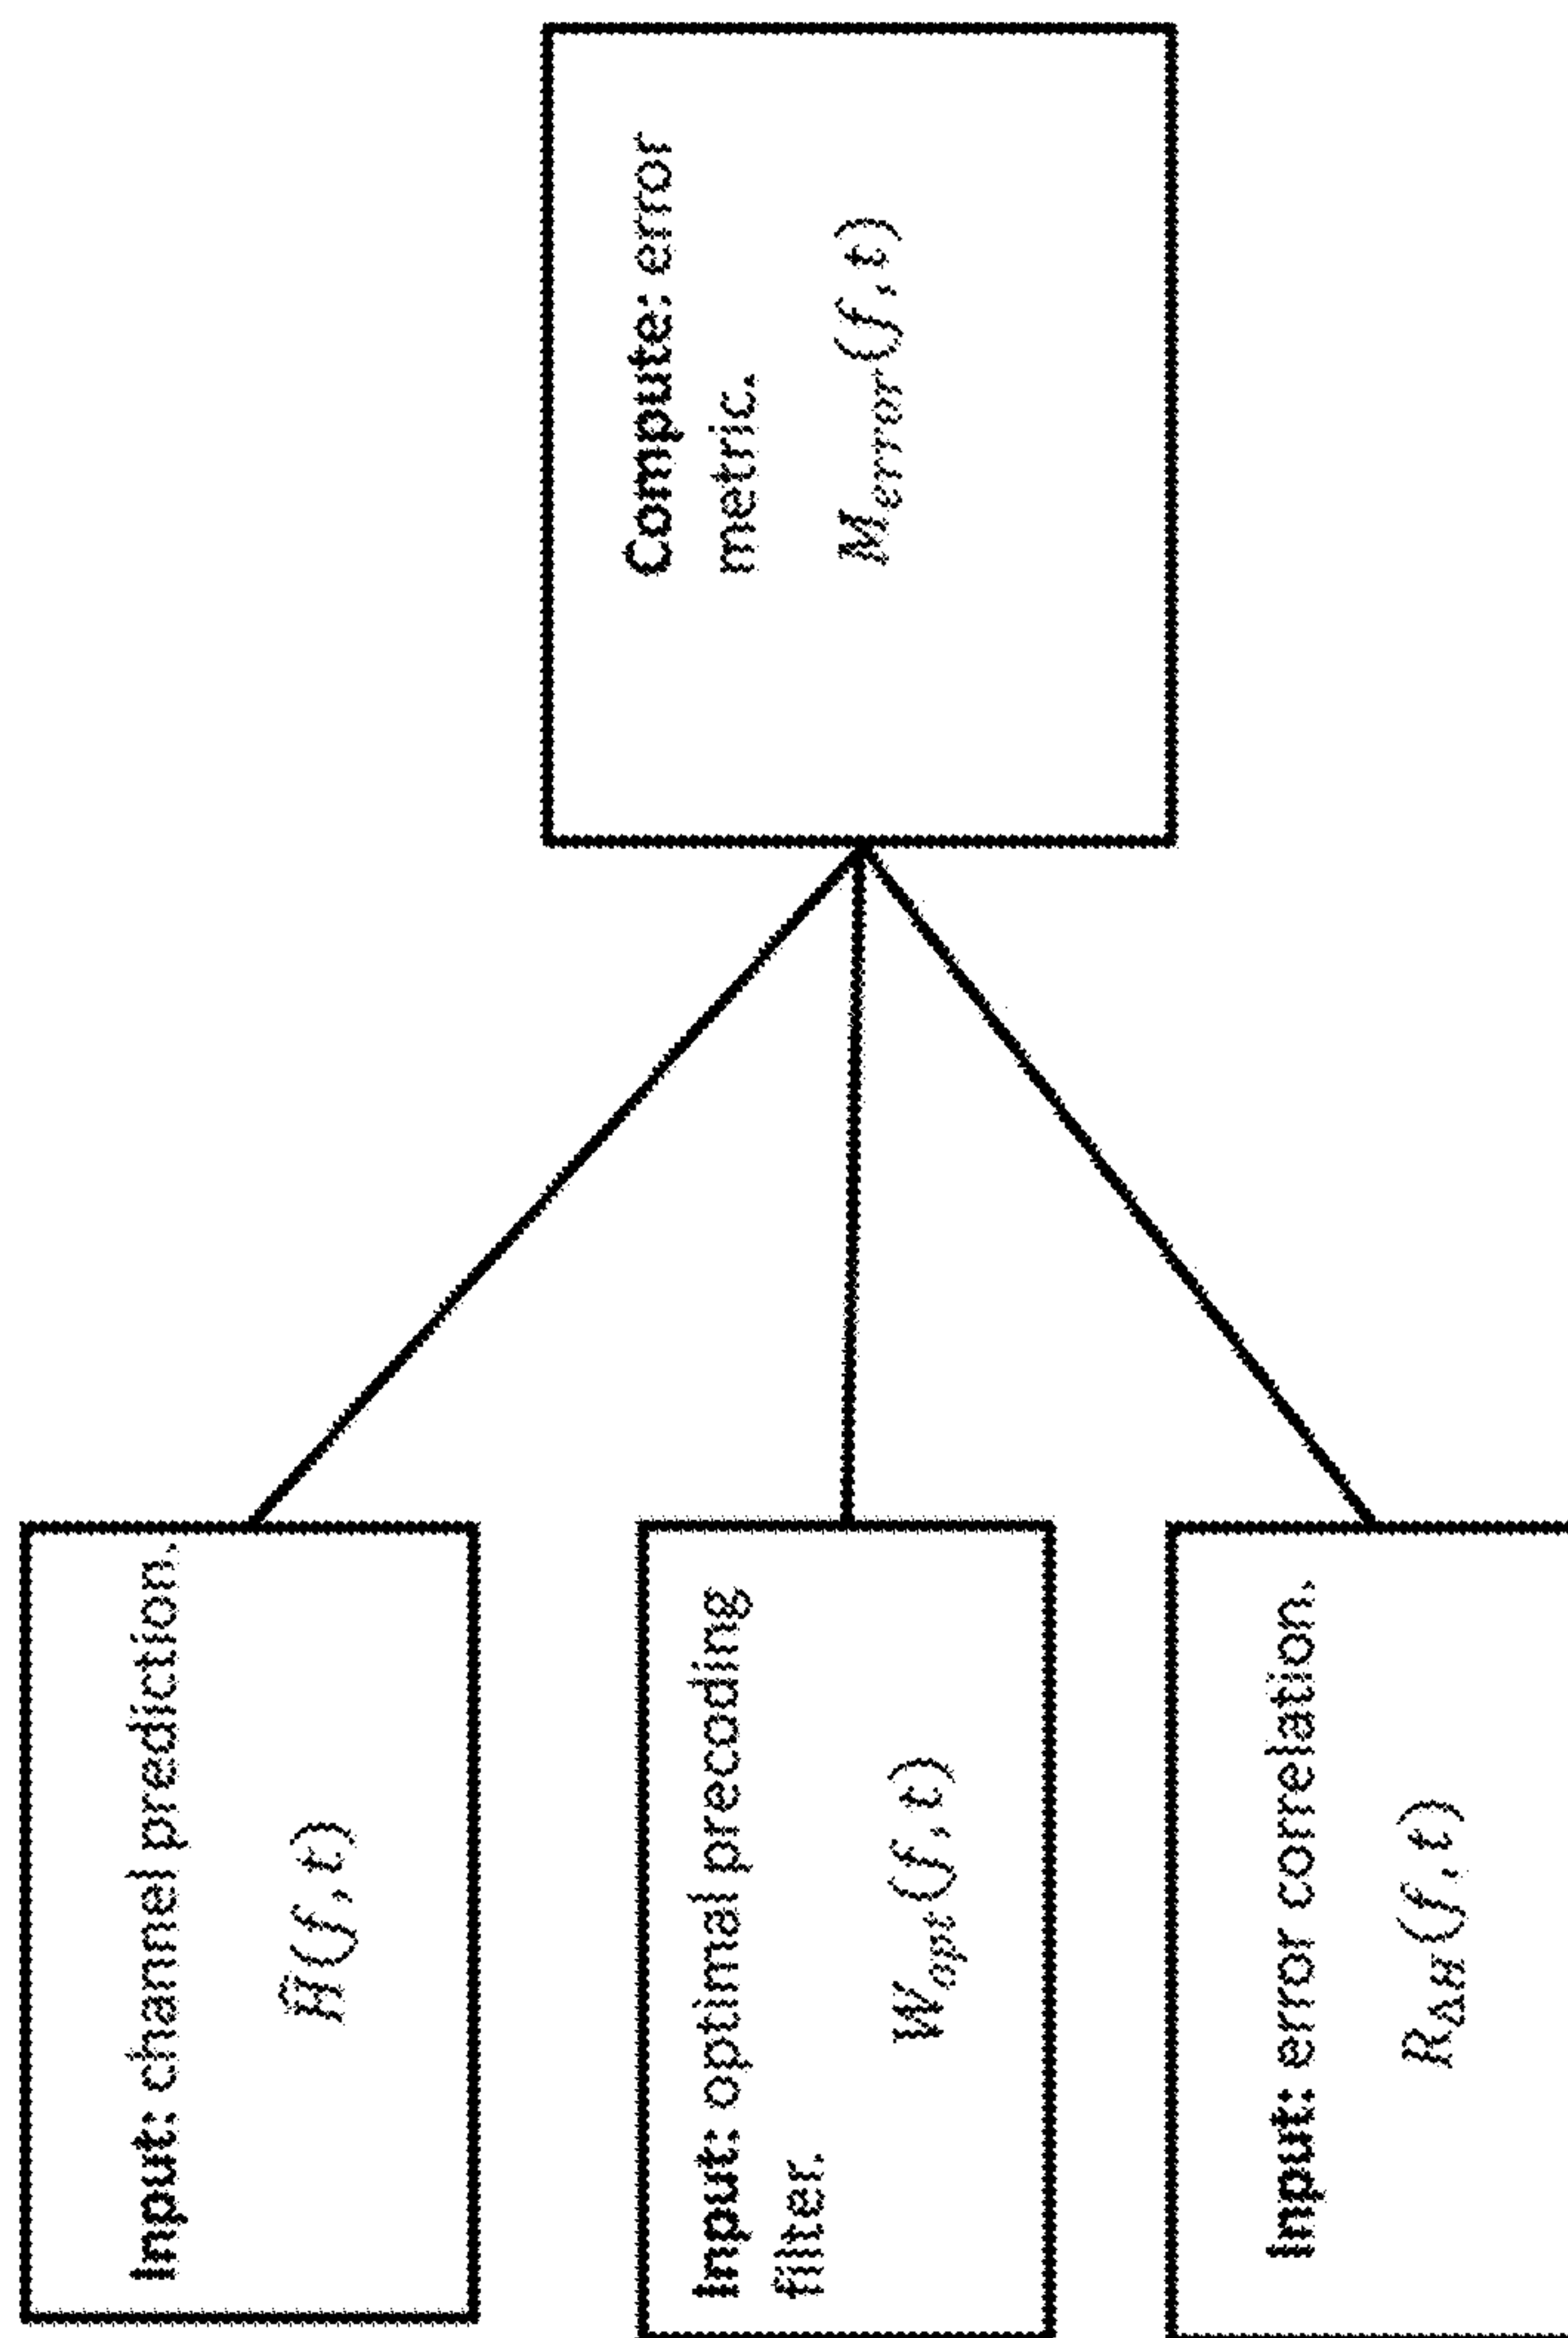 Input: channel prediction.
Ĥ(f,t)
Input: optimal precoding
filter.
W_opt(f,t)
Input: error correlation.
R_ΔH(f,t)
Compute: error
metric.
M_error(f,t)